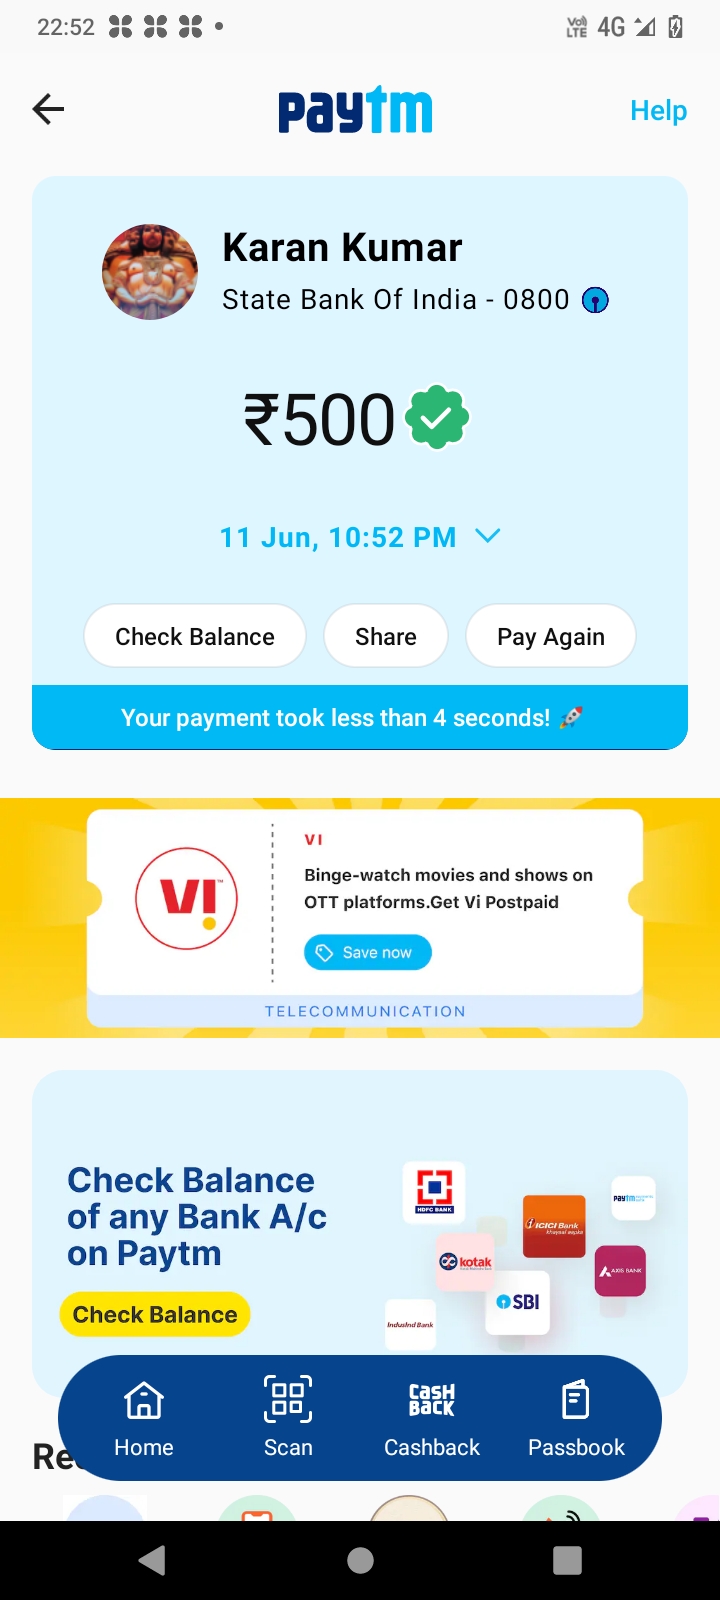 22:52
VoLTE 4G
paytm
Help
Karan Kumar
State Bank Of India - 0800
₹500
11 Jun, 10:52 PM
Check Balance
Share
Pay Again
Your payment took less than 4 seconds! 🚀
VI
VI
Binge-watch movies and shows on
OTT platforms.Get Vi Postpaid
Save now
TELECOMMUNICATION
Check Balance
of any Bank A/c
on Paytm
Check Balance
HDFC BANK
paytm
ICICI Bank
kotak
AXIS BANK
SBI
IndusInd Bank
Home
Scan
CASH
BACK
Cashback
Passbook